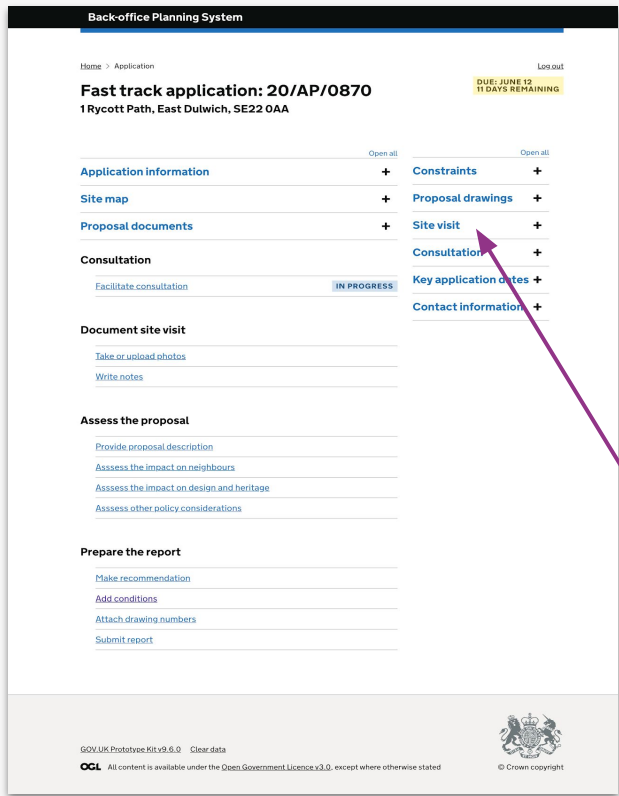 Back-office Planning System
Home > Application
Log out
Fast track application: 20/AP/0870
DUE: JUNE 12
11 DAYS REMAINING
1 Rycott Path, East Dulwich, SE22 0AA
Open all
Application information +
Site map +
Proposal documents +
Consultation
Facilitate consultation IN PROGRESS
Document site visit
Take or upload photos
Write notes
Assess the proposal
Provide proposal description
Asssess the impact on neighbours
Asssess the impact on design and heritage
Asssess other policy considerations
Prepare the report
Make recommendation
Add conditions
Attach drawing numbers
Submit report
Open all
Constraints +
Proposal drawings +
Site visit +
Consultation +
Key application dates +
Contact information +
GOV.UK Prototype Kit v9.6.0 Clear data
OGL All content is available under the Open Government Licence v3.0, except where otherwise stated
© Crown copyright